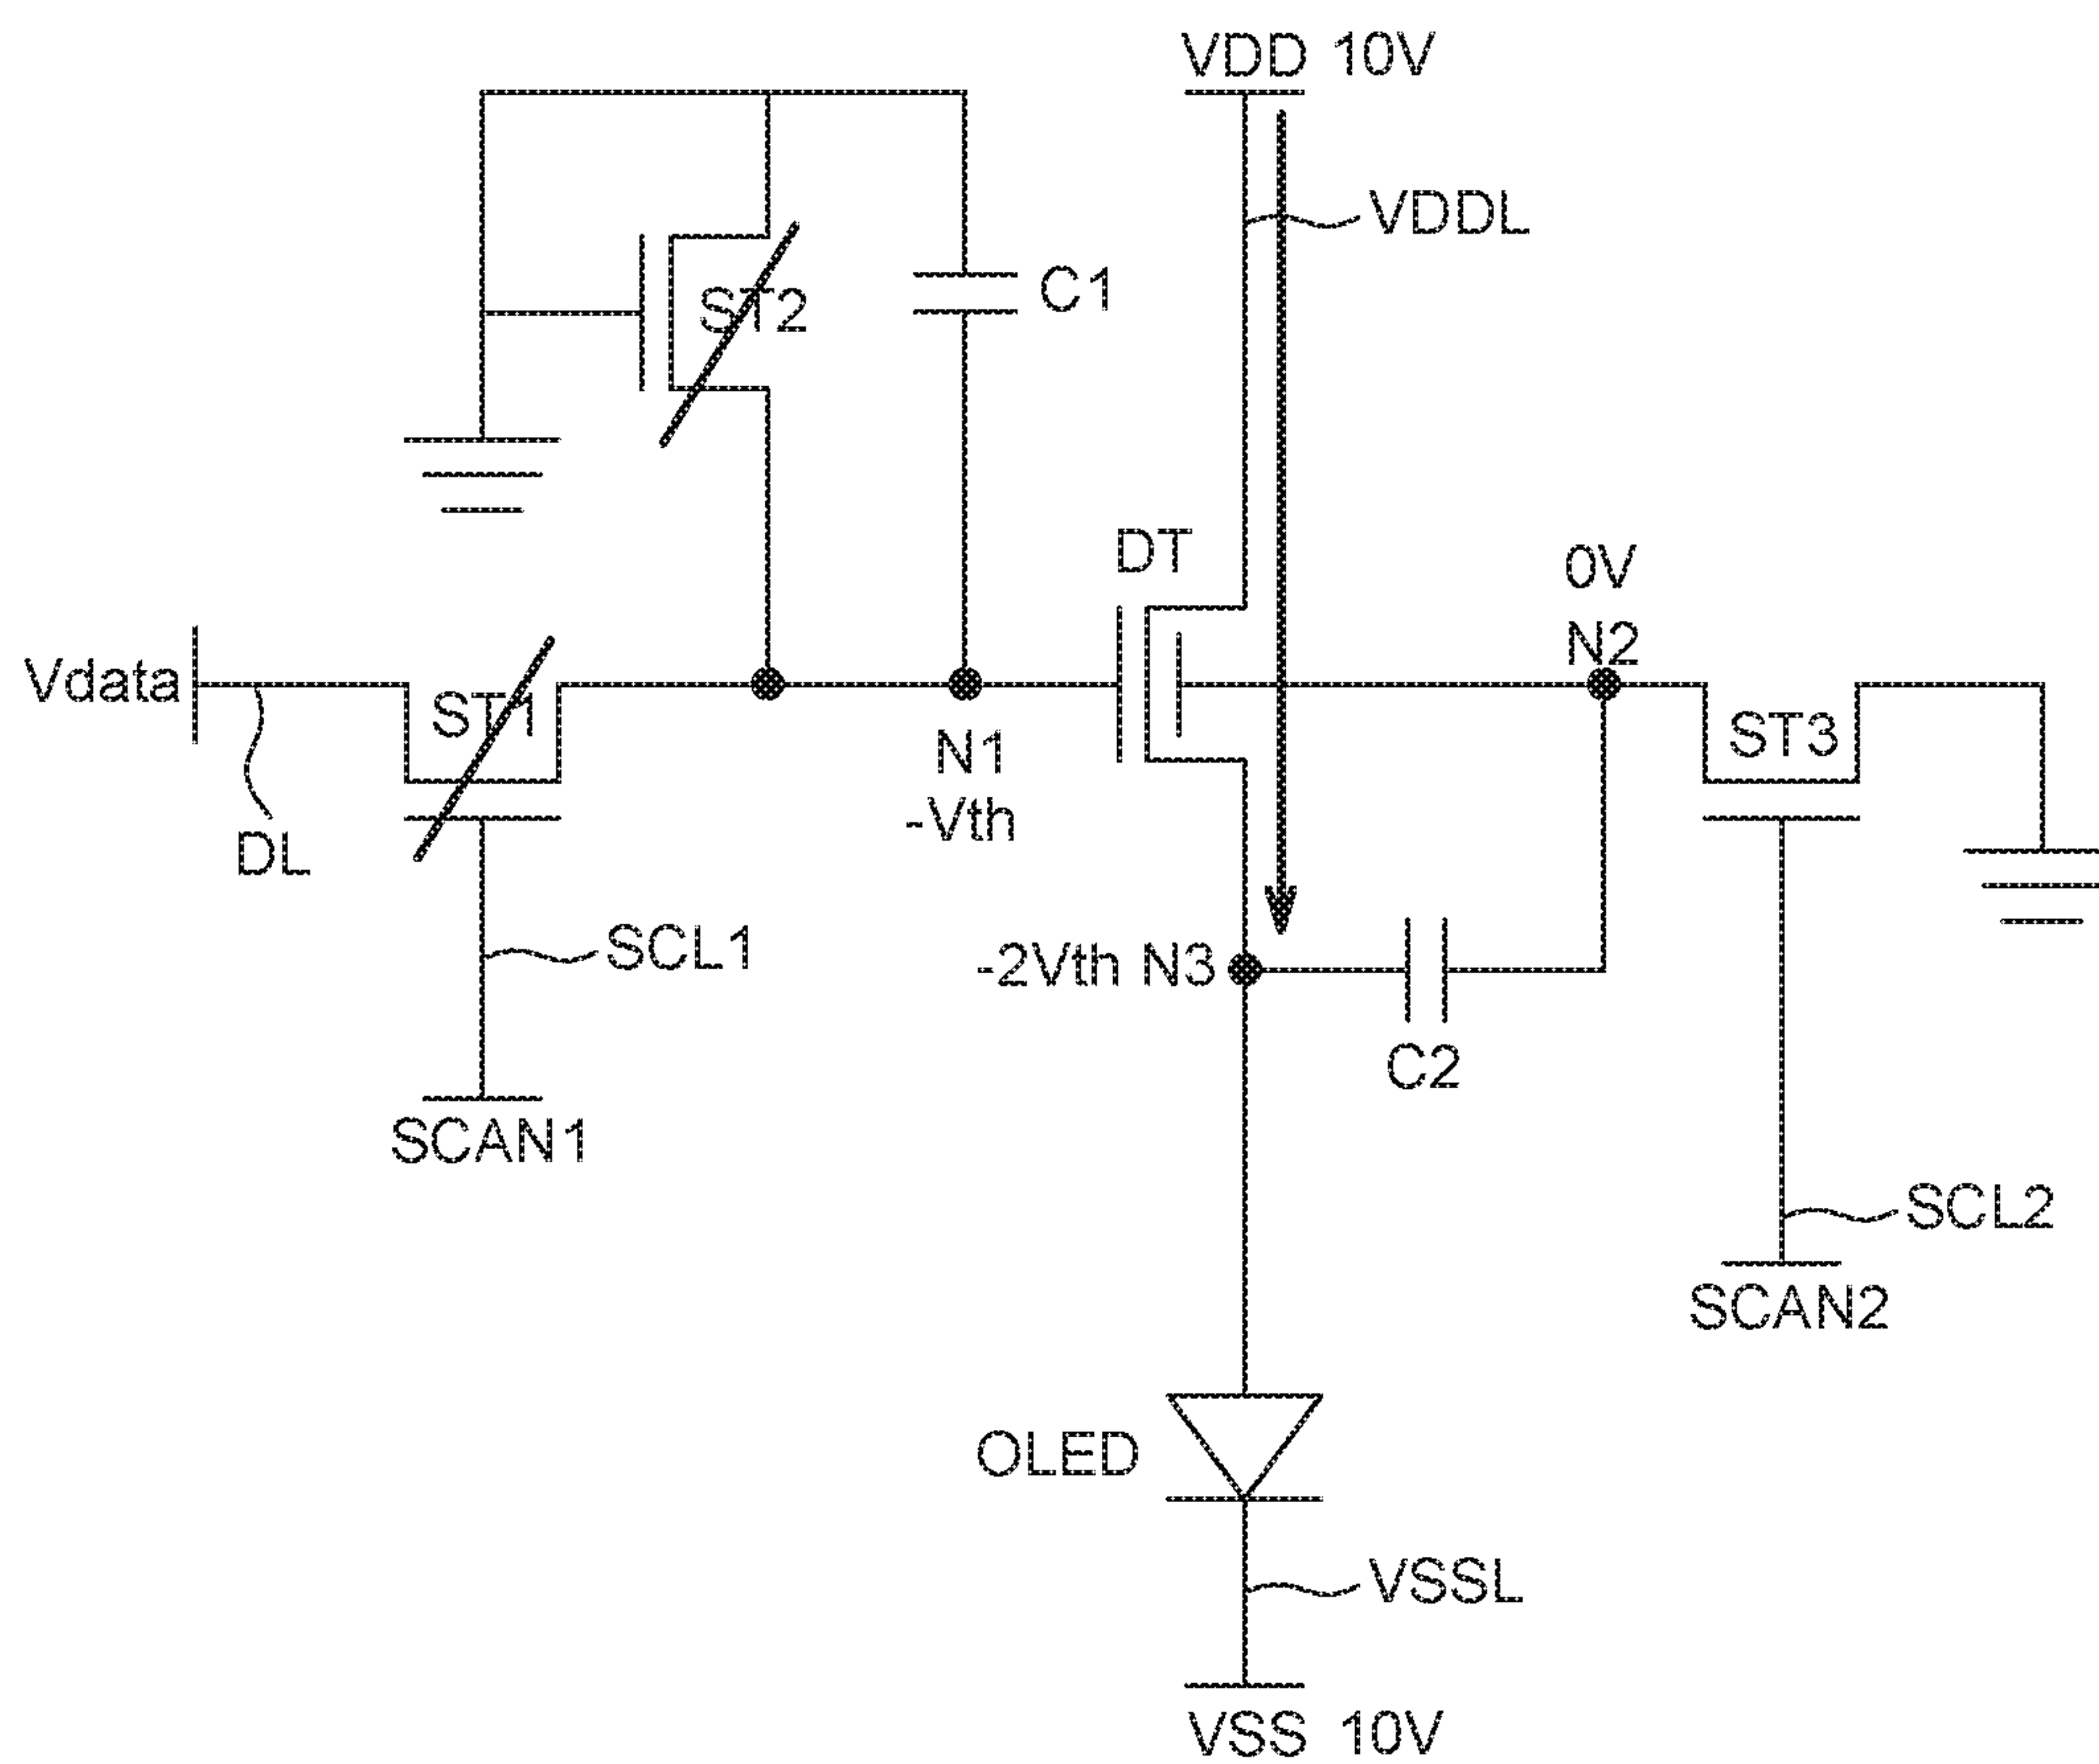 VDD 10V
VDDL
ST2
C1
DT
0V
N2
Vdata
ST1
ST3
N1
-Vth
DL
SCL1
-2Vth N3
C2
SCAN1
SCL2
SCAN2
OLED
VSSL
VSS 10V